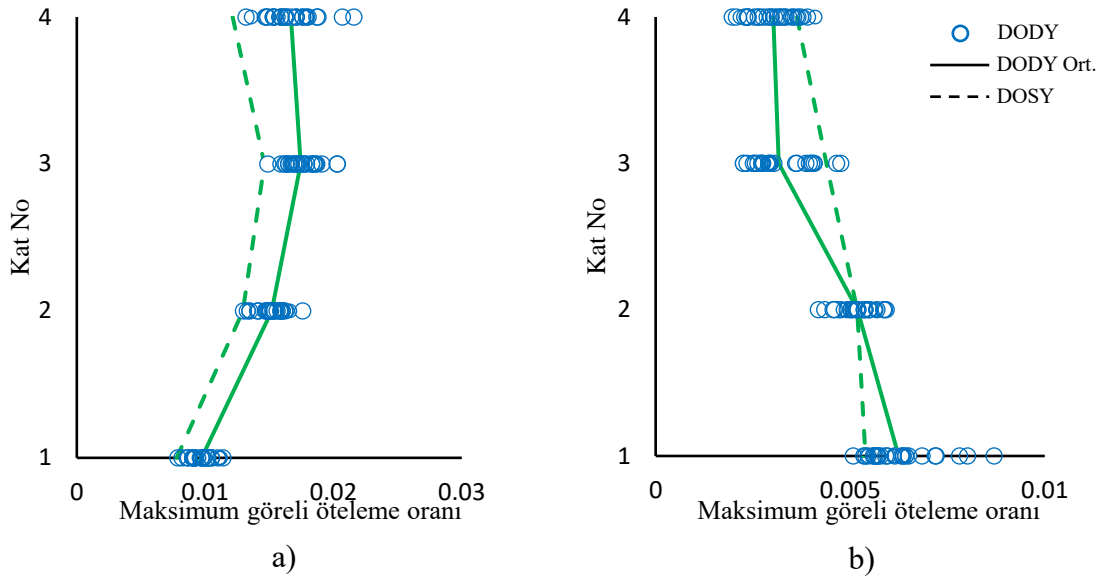 4
3
2
1
Kat No
0
0.01
0.02
0.03
Maksimum göreli öteleme oranı
a)
4
3
2
1
Kat No
0
0.005
0.01
Maksimum göreli öteleme oranı
b)
DODY
DODY Ort.
DOSY